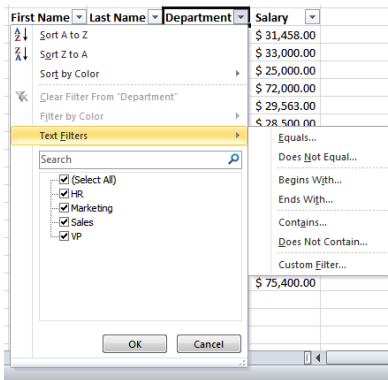 First Name Last Name Department Salary
Sort A to Z
Sort Z to A
Sort by Color
Clear Filter From "Department"
Filter by Color
Text Filters
Search
(Select All)
HR
Marketing
Sales
VP
OK Cancel
$ 31,458.00
$ 33,000.00
$ 25,000.00
$ 72,000.00
$ 29,563.00
$ 28,500.00
Equals...
Does Not Equal...
Begins With...
Ends With...
Contains...
Does Not Contain...
Custom Filter...
$ 75,400.00